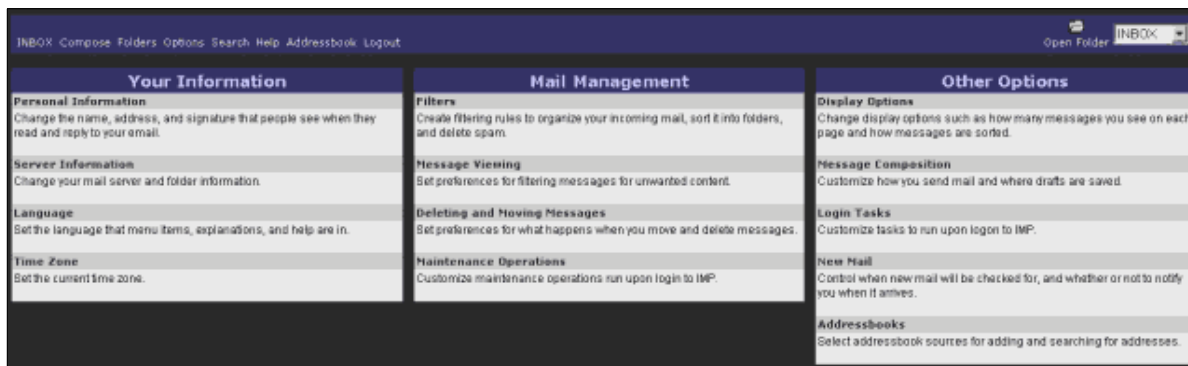 INBOX Compose Folders Options Search Help Addressbook Logout
Open Folder INBOX
Your Information
Personal Information
Change the name, address, and signature that people see when they
read and reply to your email.
Server Information
Change your mail server and folder information.
Language
Set the language that menu items, explanations, and help are in.
Time Zone
Set the current time zone.
Mail Management
Filters
Create filtering rules to organize your incoming mail, sort it into folders,
and delete spam.
Message Viewing
Set preferences for filtering messages for unwanted content.
Deleting and Moving Messages
Set preferences for what happens when you move and delete messages.
Maintenance Operations
Customize maintenance operations run upon login to IMP.
Other Options
Display Options
Change display options such as how many messages you see on each
page and how messages are sorted.
Message Composition
Customize how you send mail and where drafts are saved.
Login Tasks
Customize tasks to run upon logon to IMP.
New Mail
Control when new mail will be checked for, and whether or not to notify
you when it arrives.
Addressbooks
Select addressbook sources for adding and searching for addresses.